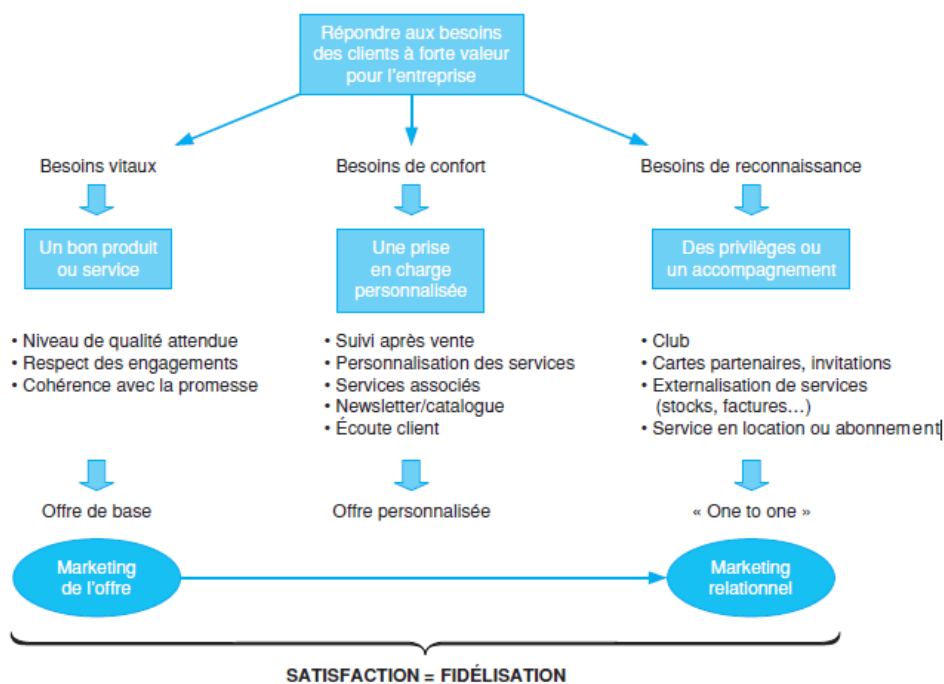 Répondre aux besoins
des clients à forte valeur
pour l'entreprise
Besoins vitaux
Besoins de confort
Besoins de reconnaissance
Un bon produit
ou service
Une prise
en charge
personnalisée
Des privilèges ou
un accompagnement
• Niveau de qualité attendue
• Respect des engagements
• Cohérence avec la promesse
• Suivi après vente
• Personnalisation des services
• Services associés
• Newsletter/catalogue
• Écoute client
• Club
• Cartes partenaires, invitations
• Externalisation de services
(stocks, factures...)
• Service en location ou abonnement
Offre de base
Offre personnalisée
« One to one »
Marketing
de l'offre
Marketing
relationnel
SATISFACTION = FIDÉLISATION